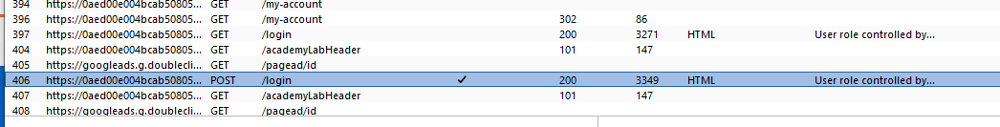 394 https://0aed00e004bcab50805... GET /my-account
396 https://0aed00e004bcab50805... GET /my-account 302 86
397 https://0aed00e004bcab50805... GET /login 200 3271 HTML User role controlled by...
404 https://0aed00e004bcab50805... GET /academyLabHeader 101 147
405 https://googleads.g.doublecli... GET /pagead/id
406 https://0aed00e004bcab50805... POST /login ✓ 200 3349 HTML User role controlled by...
407 https://0aed00e004bcab50805... GET /academyLabHeader 101 147
408 https://googleads.g.doublecli... GET /pagead/id